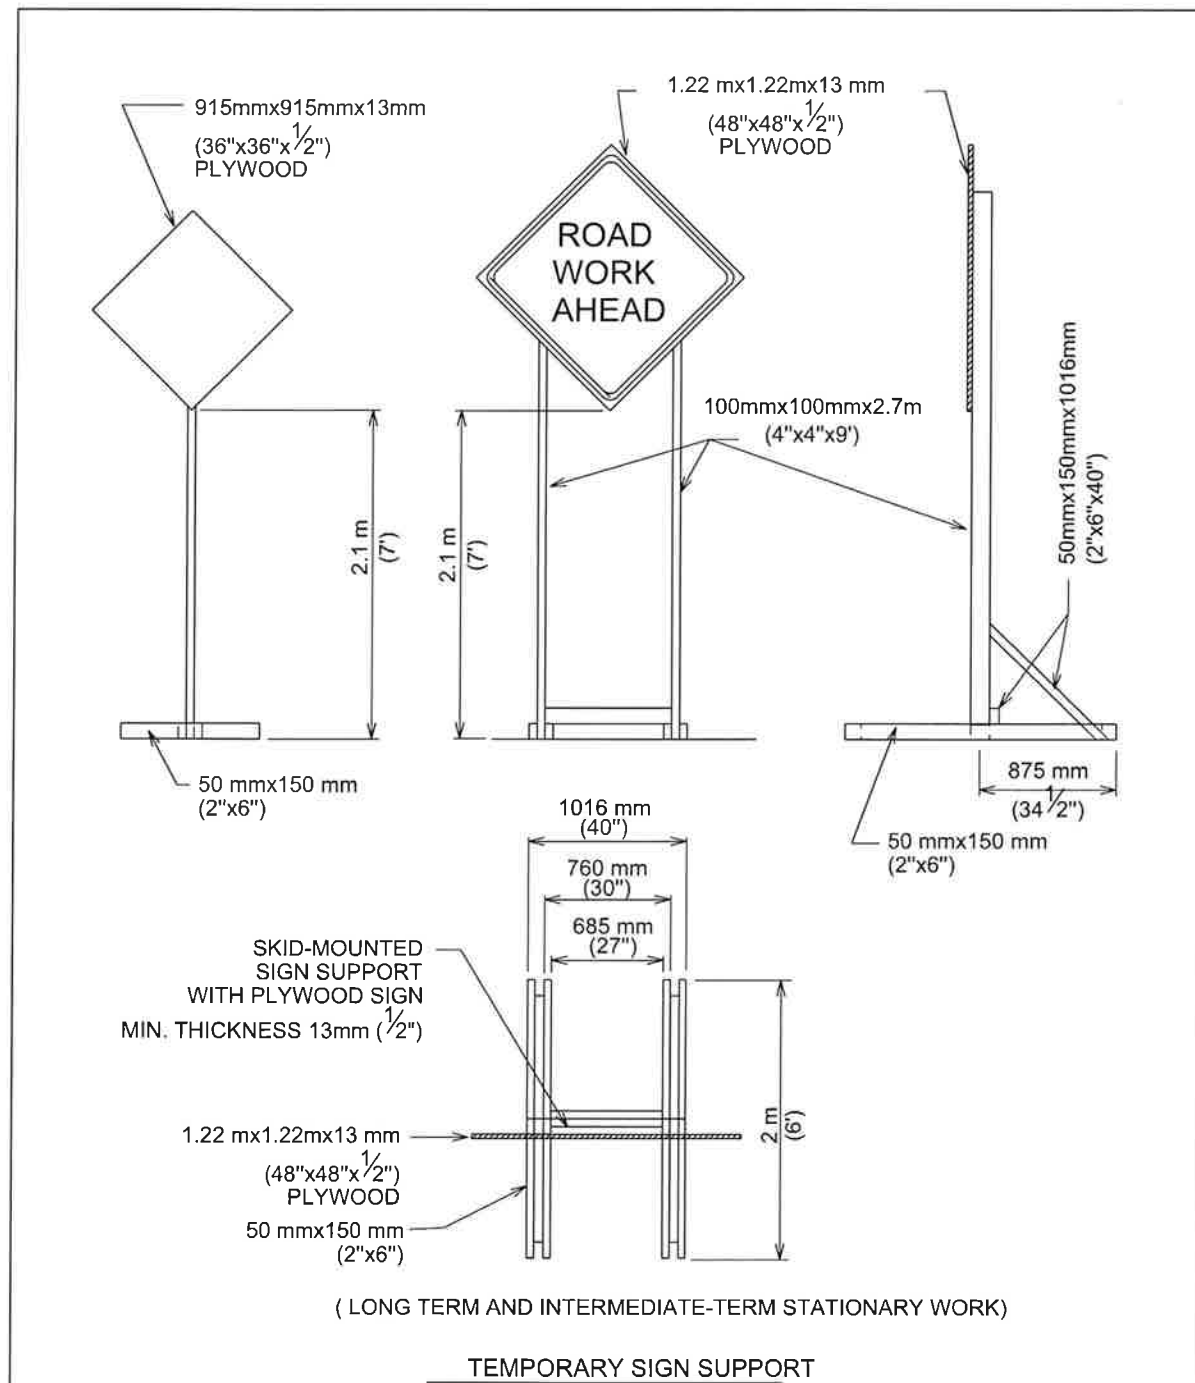 915mmx915mmx13mm
(36"x36"x1/2")
PLYWOOD
1.22 mx1.22mx13 mm
(48"x48"x1/2")
PLYWOOD
ROAD
WORK
AHEAD
100mmx100mmx2.7m
(4"x4"x9')
50mmx150mmx1016mm
(2"x6"x40")
2.1 m
(7')
2.1 m
(7')
50 mmx150 mm
(2"x6")
875 mm
(34 1/2")
50 mmx150 mm
(2"x6")
1016 mm
(40")
760 mm
(30")
685 mm
(27")
SKID-MOUNTED
SIGN SUPPORT
WITH PLYWOOD SIGN
MIN. THICKNESS 13mm (1/2")
2 m
(6')
1.22 mx1.22mx13 mm
(48"x48"x1/2")
PLYWOOD
50 mmx150 mm
(2"x6")
( LONG TERM AND INTERMEDIATE-TERM STATIONARY WORK)
TEMPORARY SIGN SUPPORT